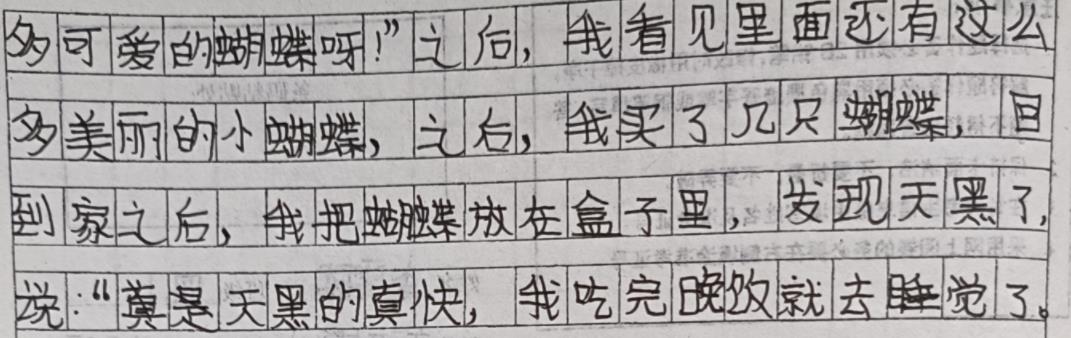 多可爱的蝴蝶呀!”之后,我看见里面还有这么
多美丽的小蝴蝶,之后,我买了几只蝴蝶,回
到家之后,我把蝴蝶放在盒子里,发现天黑了,
说:“真是天黑的真快,我吃完晚饭就去睡觉了。